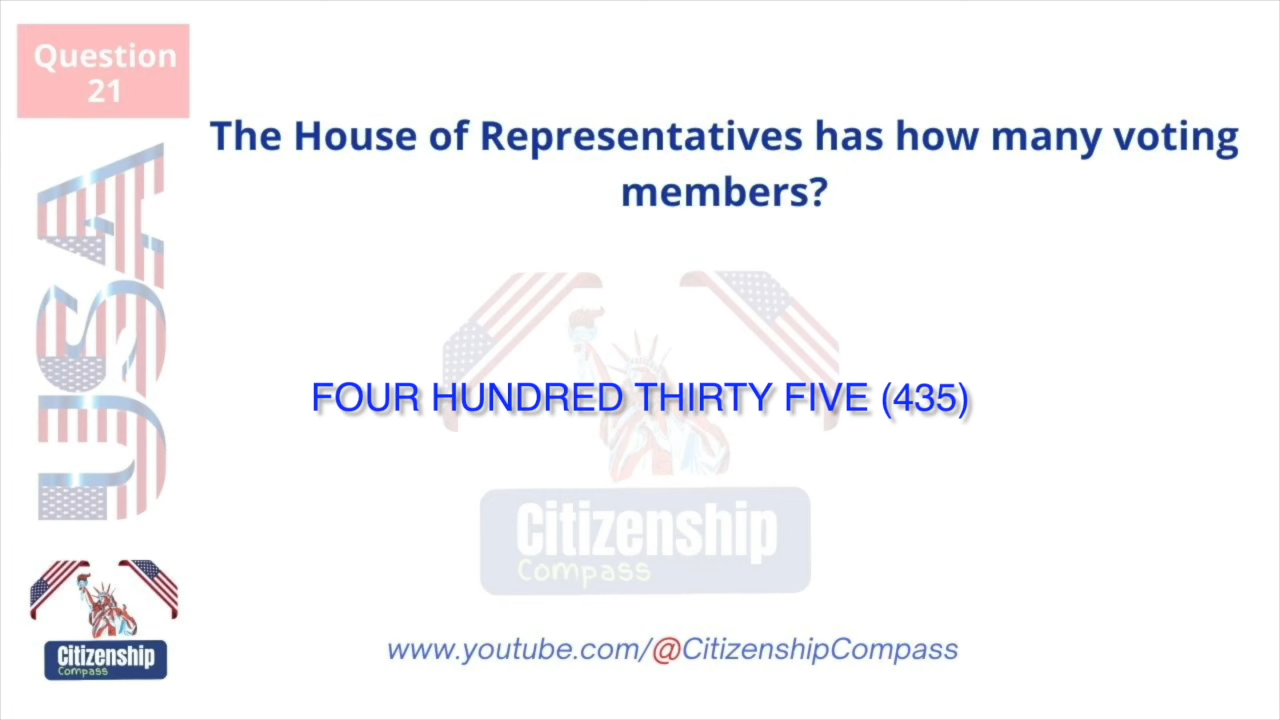 Question
21
The House of Representatives has how many voting
members?
FOUR HUNDRED THIRTY FIVE (435)
Citizenship
Compass
Citizenship
Compass
www.youtube.com/@CitizenshipCompass
USA